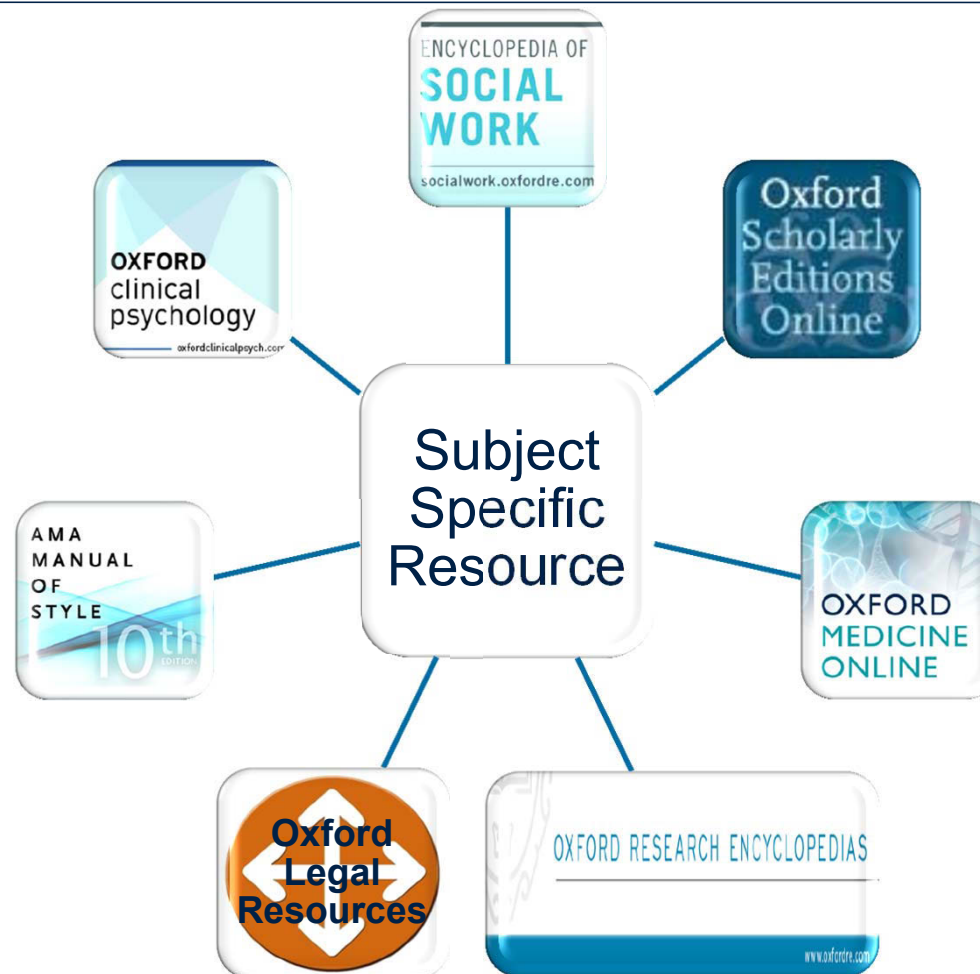 ENCYCLOPEDIA OF
SOCIAL
WORK
socialwork.oxfordre.com
OXFORD
clinical
psychology
oxfordclinicalpsych.com
Oxford
Scholarly
Editions
Online
Subject
Specific
Resource
AMA
MANUAL
OF
STYLE
10th
EDITION
OXFORD
MEDICINE
ONLINE
Oxford
Legal
Resources
OXFORD RESEARCH ENCYCLOPEDIAS
www.oxfordre.com